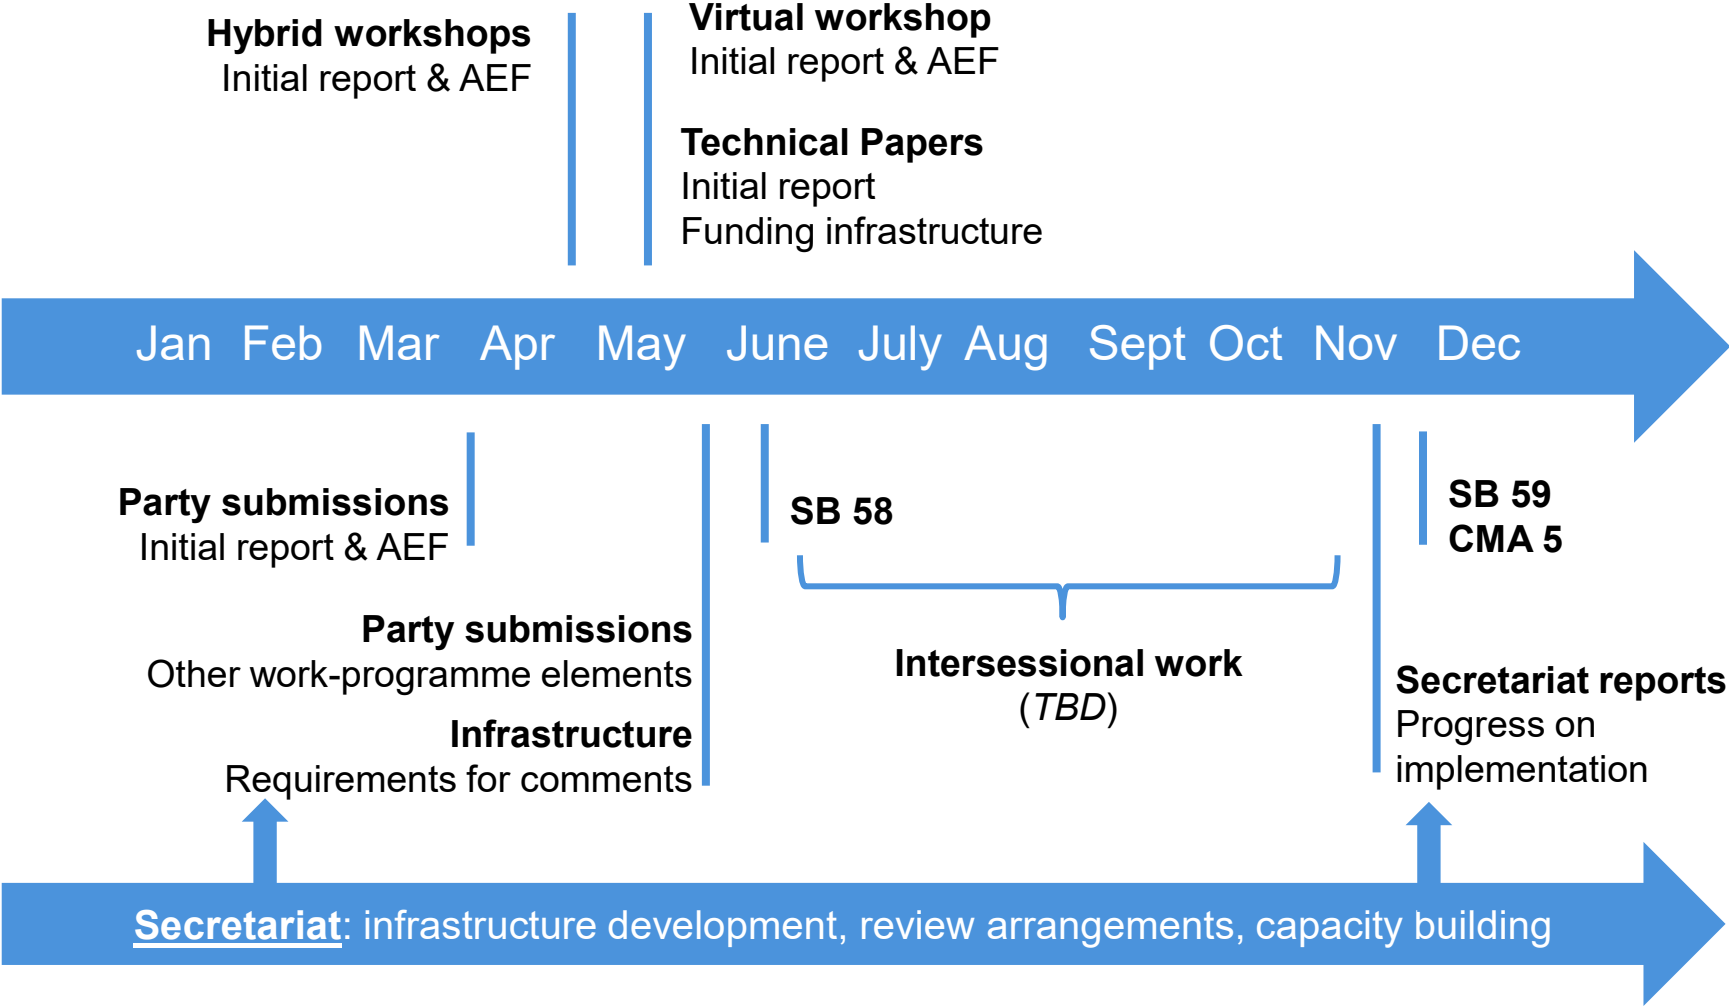 Hybrid workshops
Initial report & AEF
Virtual workshop
Initial report & AEF
Technical Papers
Initial report
Funding infrastructure
Jan Feb Mar Apr May June July Aug Sept Oct Nov Dec
Party submissions
Initial report & AEF
SB 58
SB 59
CMA 5
Party submissions
Other work-programme elements
Infrastructure
Requirements for comments
Intersessional work
(TBD)
Secretariat reports
Progress on
implementation
Secretariat: infrastructure development, review arrangements, capacity building